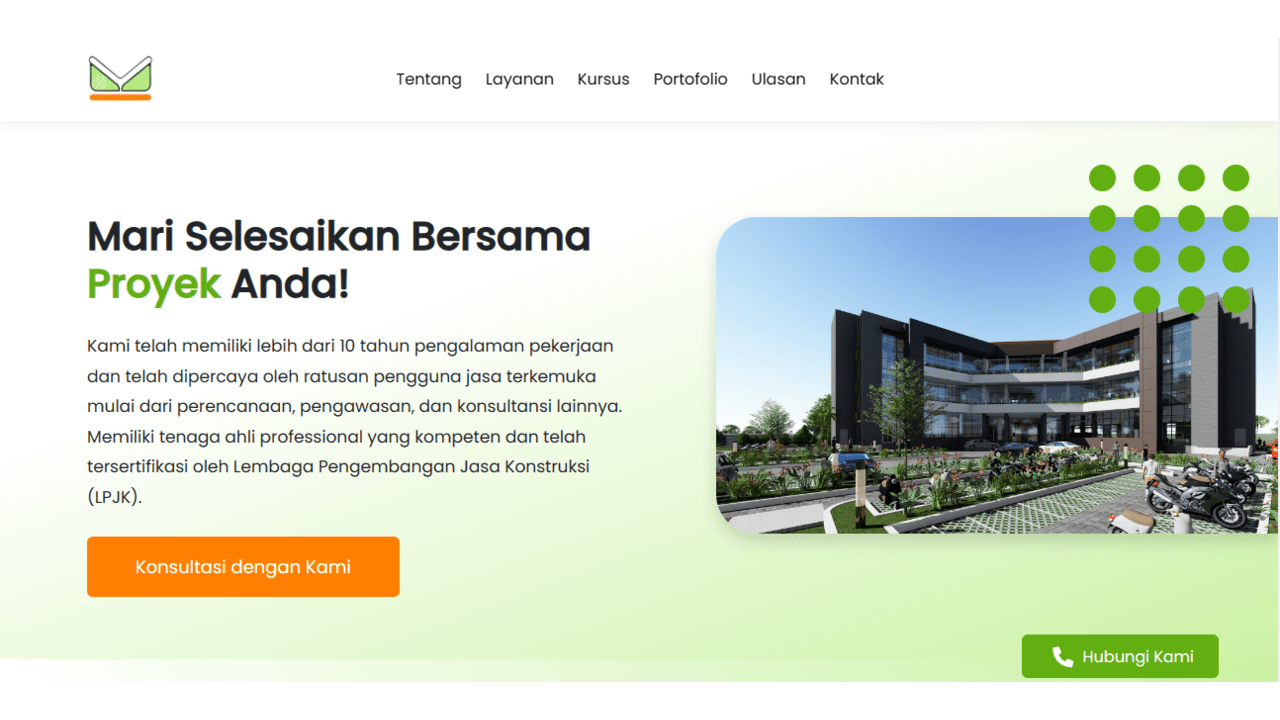 Tentang Layanan Kursus Portofolio Ulasan Kontak
Mari Selesaikan Bersama
Proyek Anda!
Kami telah memiliki lebih dari 10 tahun pengalaman pekerjaan
dan telah dipercaya oleh ratusan pengguna jasa terkemuka
mulai dari perencanaan, pengawasan, dan konsultansi lainnya.
Memiliki tenaga ahli professional yang kompeten dan telah
tersertifikasi oleh Lembaga Pengembangan Jasa Konstruksi
(LPJK).
Konsultasi dengan Kami
Hubungi Kami